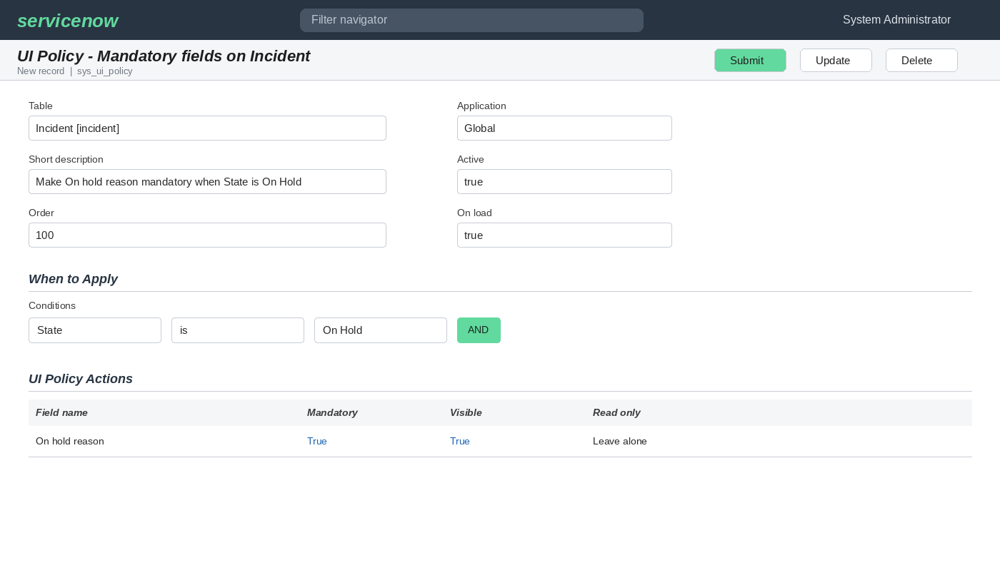 servicenow
Filter navigator
System Administrator
UI Policy - Mandatory fields on Incident
New record | sys_ui_policy
Submit
Update
Delete
Table
Application
Incident [incident]
Global
Short description
Active
Make On hold reason mandatory when State is On Hold
true
Order
On load
100
true
When to Apply
Conditions
State
is
On Hold
AND
UI Policy Actions
Field name Mandatory Visible Read only
On hold reason True True Leave alone